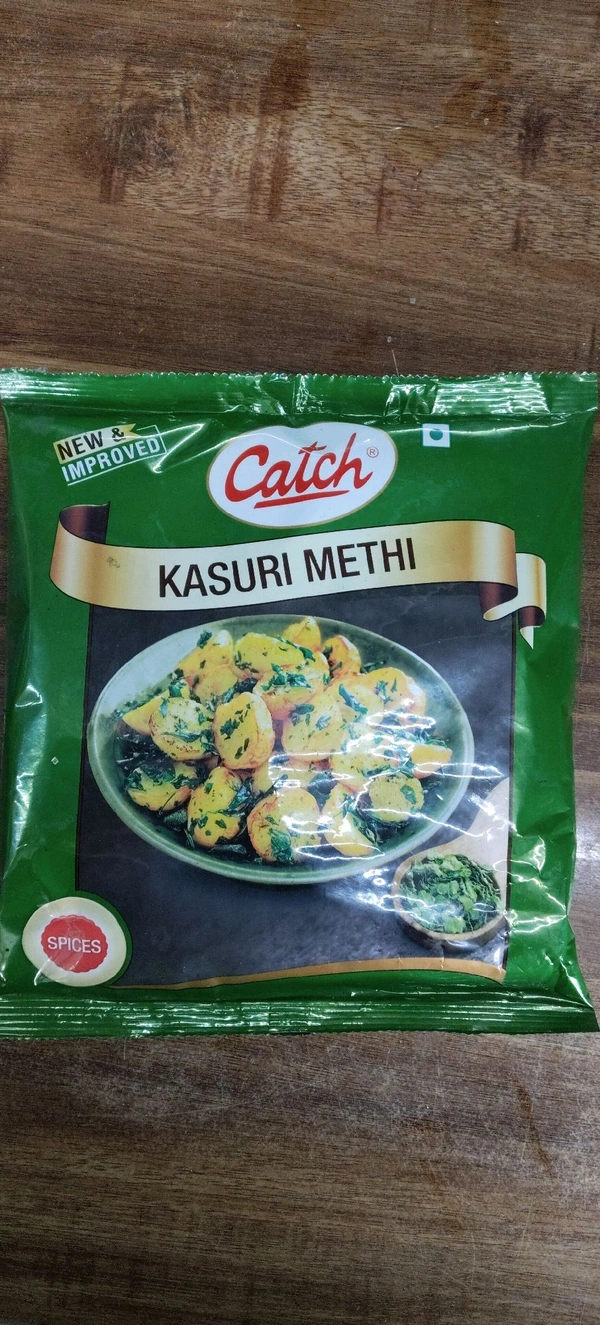 NEW &
IMPROVED
Catch®
KASURI METHI
SPICES